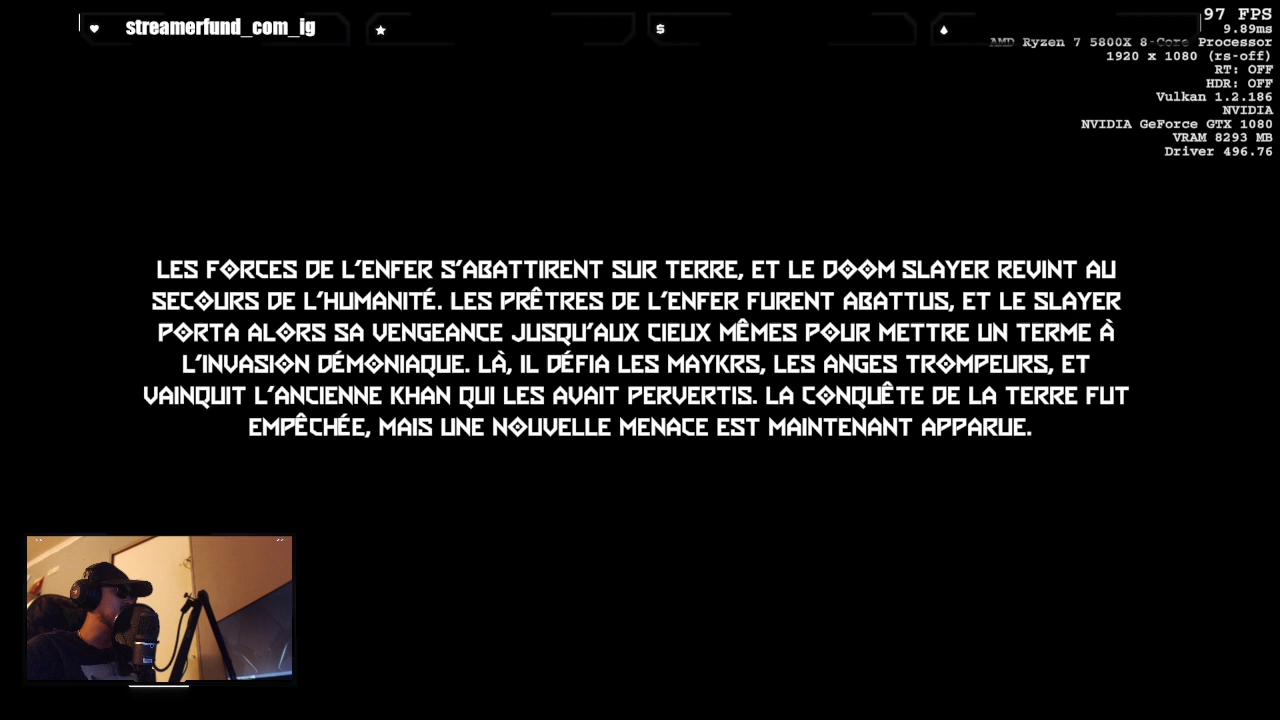 streamerfund_com_ig
$
97 FPS
9.89ms
AMD Ryzen 7 5800X 8-Core Processor
1920 x 1080 (rs-off)
RT: OFF
HDR: OFF
Vulkan 1.2.186
NVIDIA
NVIDIA GeForce GTX 1080
VRAM 8293 MB
Driver 496.76
LES FORCES DE L'ENFER S'ABATTIRENT SUR TERRE, ET LE DOOM SLAYER REVINT AU
SECOURS DE L'HUMANITÉ. LES PRÊTRES DE L'ENFER FURENT ABATTUS, ET LE SLAYER
PORTA ALORS SA VENGEANCE JUSQU'AUX CIEUX MÊMES POUR METTRE UN TERME À
L'INVASION DÉMONIAQUE. LÀ, IL DÉFIA LES MAYKRS, LES ANGES TROMPEURS, ET
VAINQUIT L'ANCIENNE KHAN QUI LES AVAIT PERVERTIS. LA CONQUÊTE DE LA TERRE FUT
EMPÊCHÉE, MAIS UNE NOUVELLE MENACE EST MAINTENANT APPARUE.